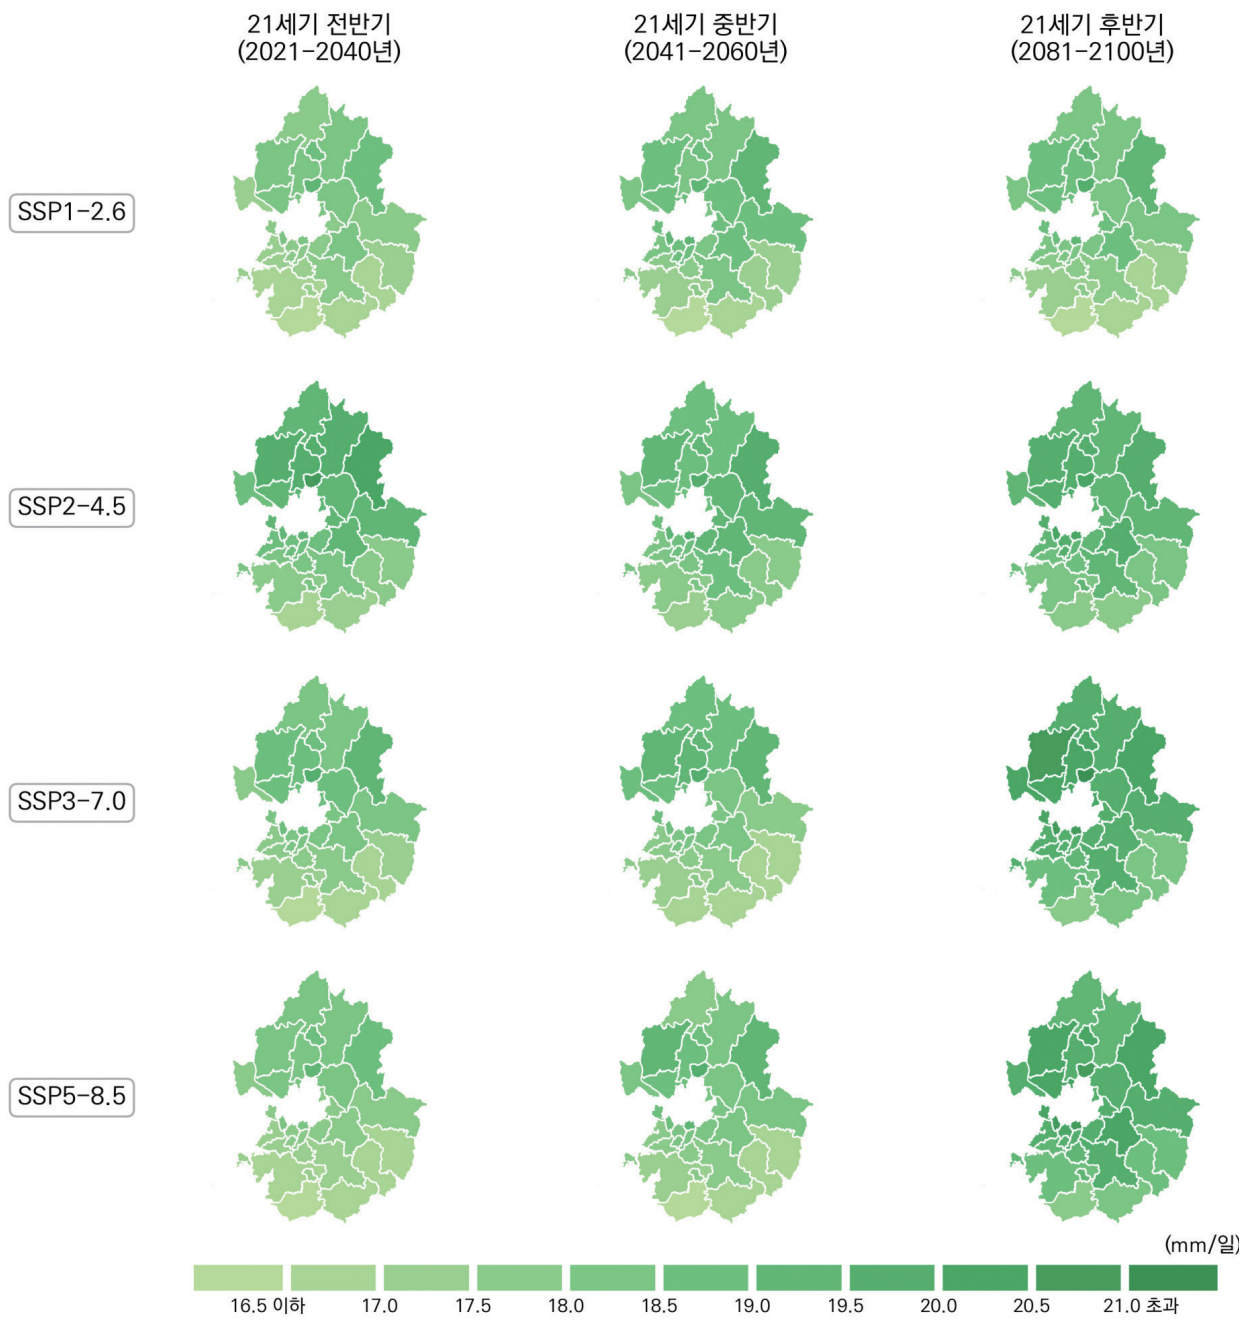 21세기 전반기
(2021-2040년)
21세기 중반기
(2041-2060년)
21세기 후반기
(2081-2100년)
SSP1-2.6
SSP2-4.5
SSP3-7.0
SSP5-8.5
(mm/일)
16.5 이하 17.0 17.5 18.0 18.5 19.0 19.5 20.0 20.5 21.0 초과